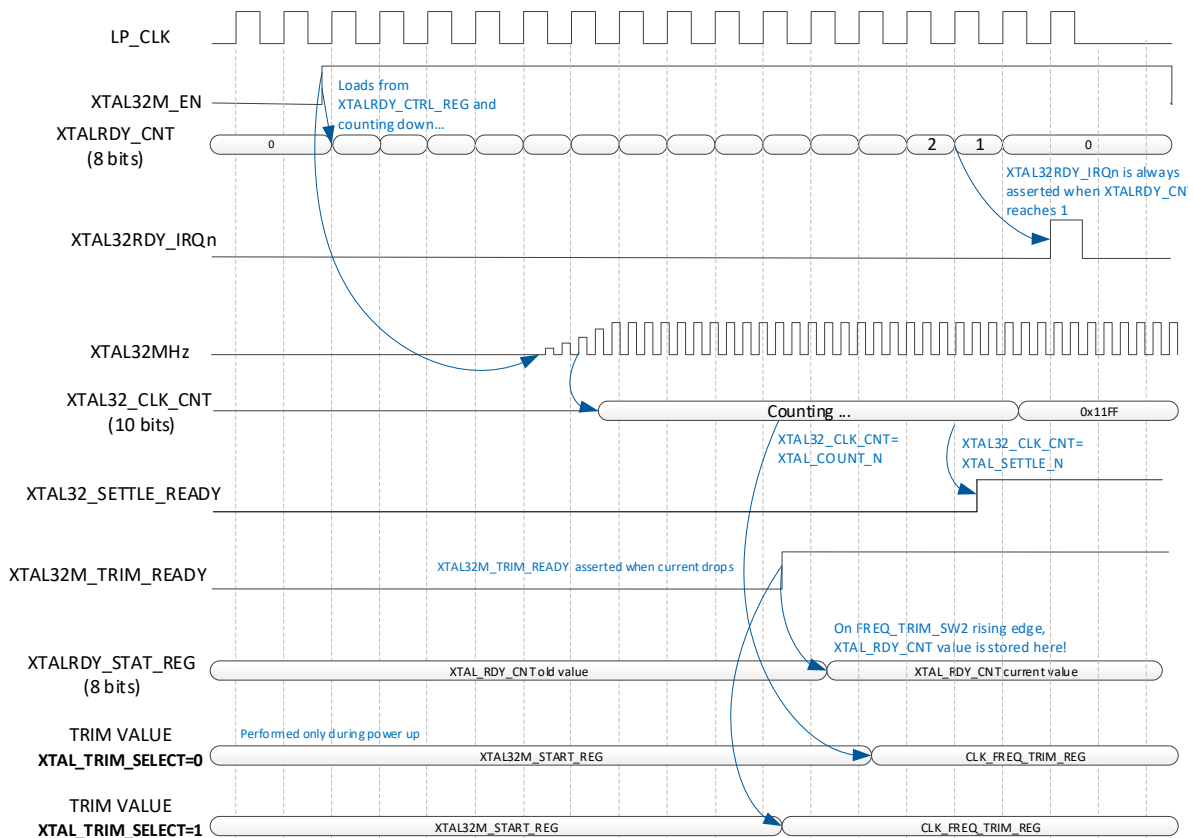 LP_CLK
XTAL32M_EN
Loads from
XTALRDY_CTRL_REG and
counting down...
XTALRDY_CNT
(8 bits)
0
2
1
0
XTAL32RDY_IRQn is always
asserted when XTALRDY_CNT
reaches 1
XTAL32RDY_IRQn
XTAL32MHz
XTAL32_CLK_CNT
(10 bits)
Counting ...
0x11FF
XTAL32_CLK_CNT=
XTAL_COUNT_N
XTAL32_CLK_CNT=
XTAL_SETTLE_N
XTAL32_SETTLE_READY
XTAL32M_TRIM_READY
XTAL32M_TRIM_READY asserted when current drops
On FREQ_TRIM_SW2 rising edge,
XTAL_RDY_CNT value is stored here!
XTALRDY_STAT_REG
(8 bits)
XTAL_RDY_CNT old value
XTAL_RDY_CNT current value
TRIM VALUE
XTAL_TRIM_SELECT=0
Performed only during power up
XTAL32M_START_REG
CLK_FREQ_TRIM_REG
TRIM VALUE
XTAL_TRIM_SELECT=1
XTAL32M_START_REG
CLK_FREQ_TRIM_REG